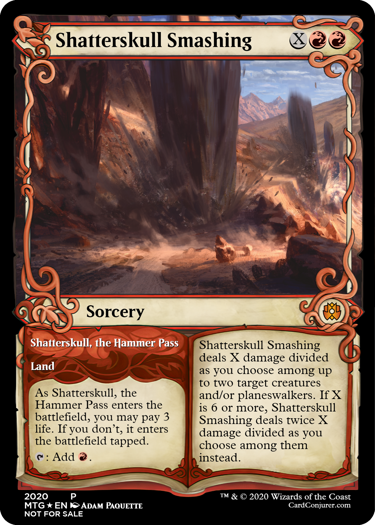 Shatterskull Smashing X
Sorcery
Shatterskull, the Hammer Pass
Land
As Shatterskull, the
Hammer Pass enters the
battlefield, you may pay 3
life. If you don't, it enters
the battlefield tapped.
: Add .
Shatterskull Smashing
deals X damage divided
as you choose among up
to two target creatures
and/or planeswalkers. If X
is 6 or more, Shatterskull
Smashing deals twice X
damage divided as you
choose among them
instead.
2020 P
MTG ★ EN Adam Paquette
NOT FOR SALE
™ & © 2020 Wizards of the Coast
CardConjurer.com